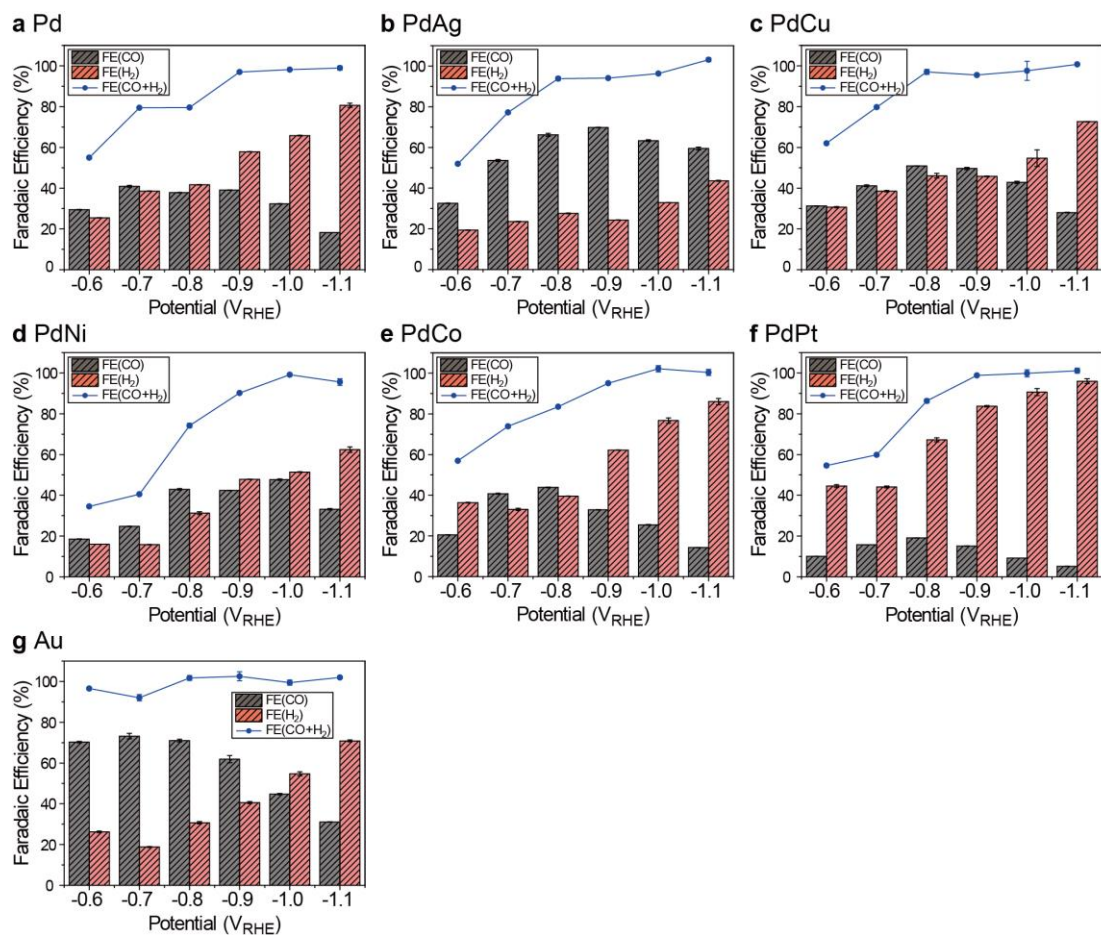 a Pd
FE(CO)
FE(H2)
FE(CO+H2)
Faradaic Efficiency (%)
100
80
60
40
20
0
-0.6 -0.7 -0.8 -0.9 -1.0 -1.1
Potential (VRHE)
b PdAg
FE(CO)
FE(H2)
FE(CO+H2)
Faradaic Efficiency (%)
100
80
60
40
20
0
-0.6 -0.7 -0.8 -0.9 -1.0 -1.1
Potential (VRHE)
c PdCu
FE(CO)
FE(H2)
FE(CO+H2)
Faradaic Efficiency (%)
100
80
60
40
20
0
-0.6 -0.7 -0.8 -0.9 -1.0 -1.1
Potential (VRHE)
d PdNi
FE(CO)
FE(H2)
FE(CO+H2)
Faradaic Efficiency (%)
100
80
60
40
20
0
-0.6 -0.7 -0.8 -0.9 -1.0 -1.1
Potential (VRHE)
e PdCo
FE(CO)
FE(H2)
FE(CO+H2)
Faradaic Efficiency (%)
100
80
60
40
20
0
-0.6 -0.7 -0.8 -0.9 -1.0 -1.1
Potential (VRHE)
f PdPt
FE(CO)
FE(H2)
FE(CO+H2)
Faradaic Efficiency (%)
100
80
60
40
20
0
-0.6 -0.7 -0.8 -0.9 -1.0 -1.1
Potential (VRHE)
g Au
FE(CO)
FE(H2)
FE(CO+H2)
Faradaic Efficiency (%)
100
80
60
40
20
0
-0.6 -0.7 -0.8 -0.9 -1.0 -1.1
Potential (VRHE)